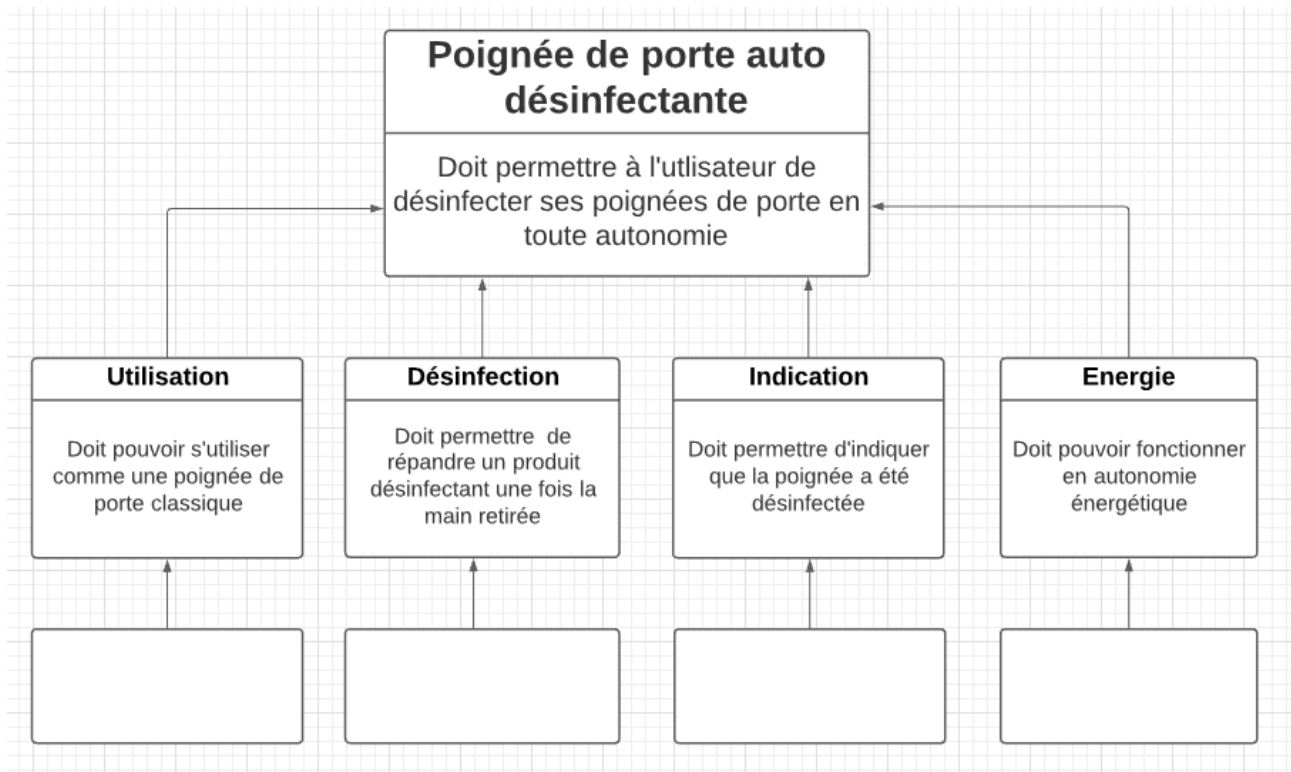 Poignée de porte auto
désinfectante
Doit permettre à l'utlisateur de
désinfecter ses poignées de porte en
toute autonomie
Utilisation
Doit pouvoir s'utiliser
comme une poignée de
porte classique
Désinfection
Doit permettre  de
répandre un produit
désinfectant une fois la
main retirée
Indication
Doit permettre d'indiquer
que la poignée a été
désinfectée
Energie
Doit pouvoir fonctionner
en autonomie
énergétique